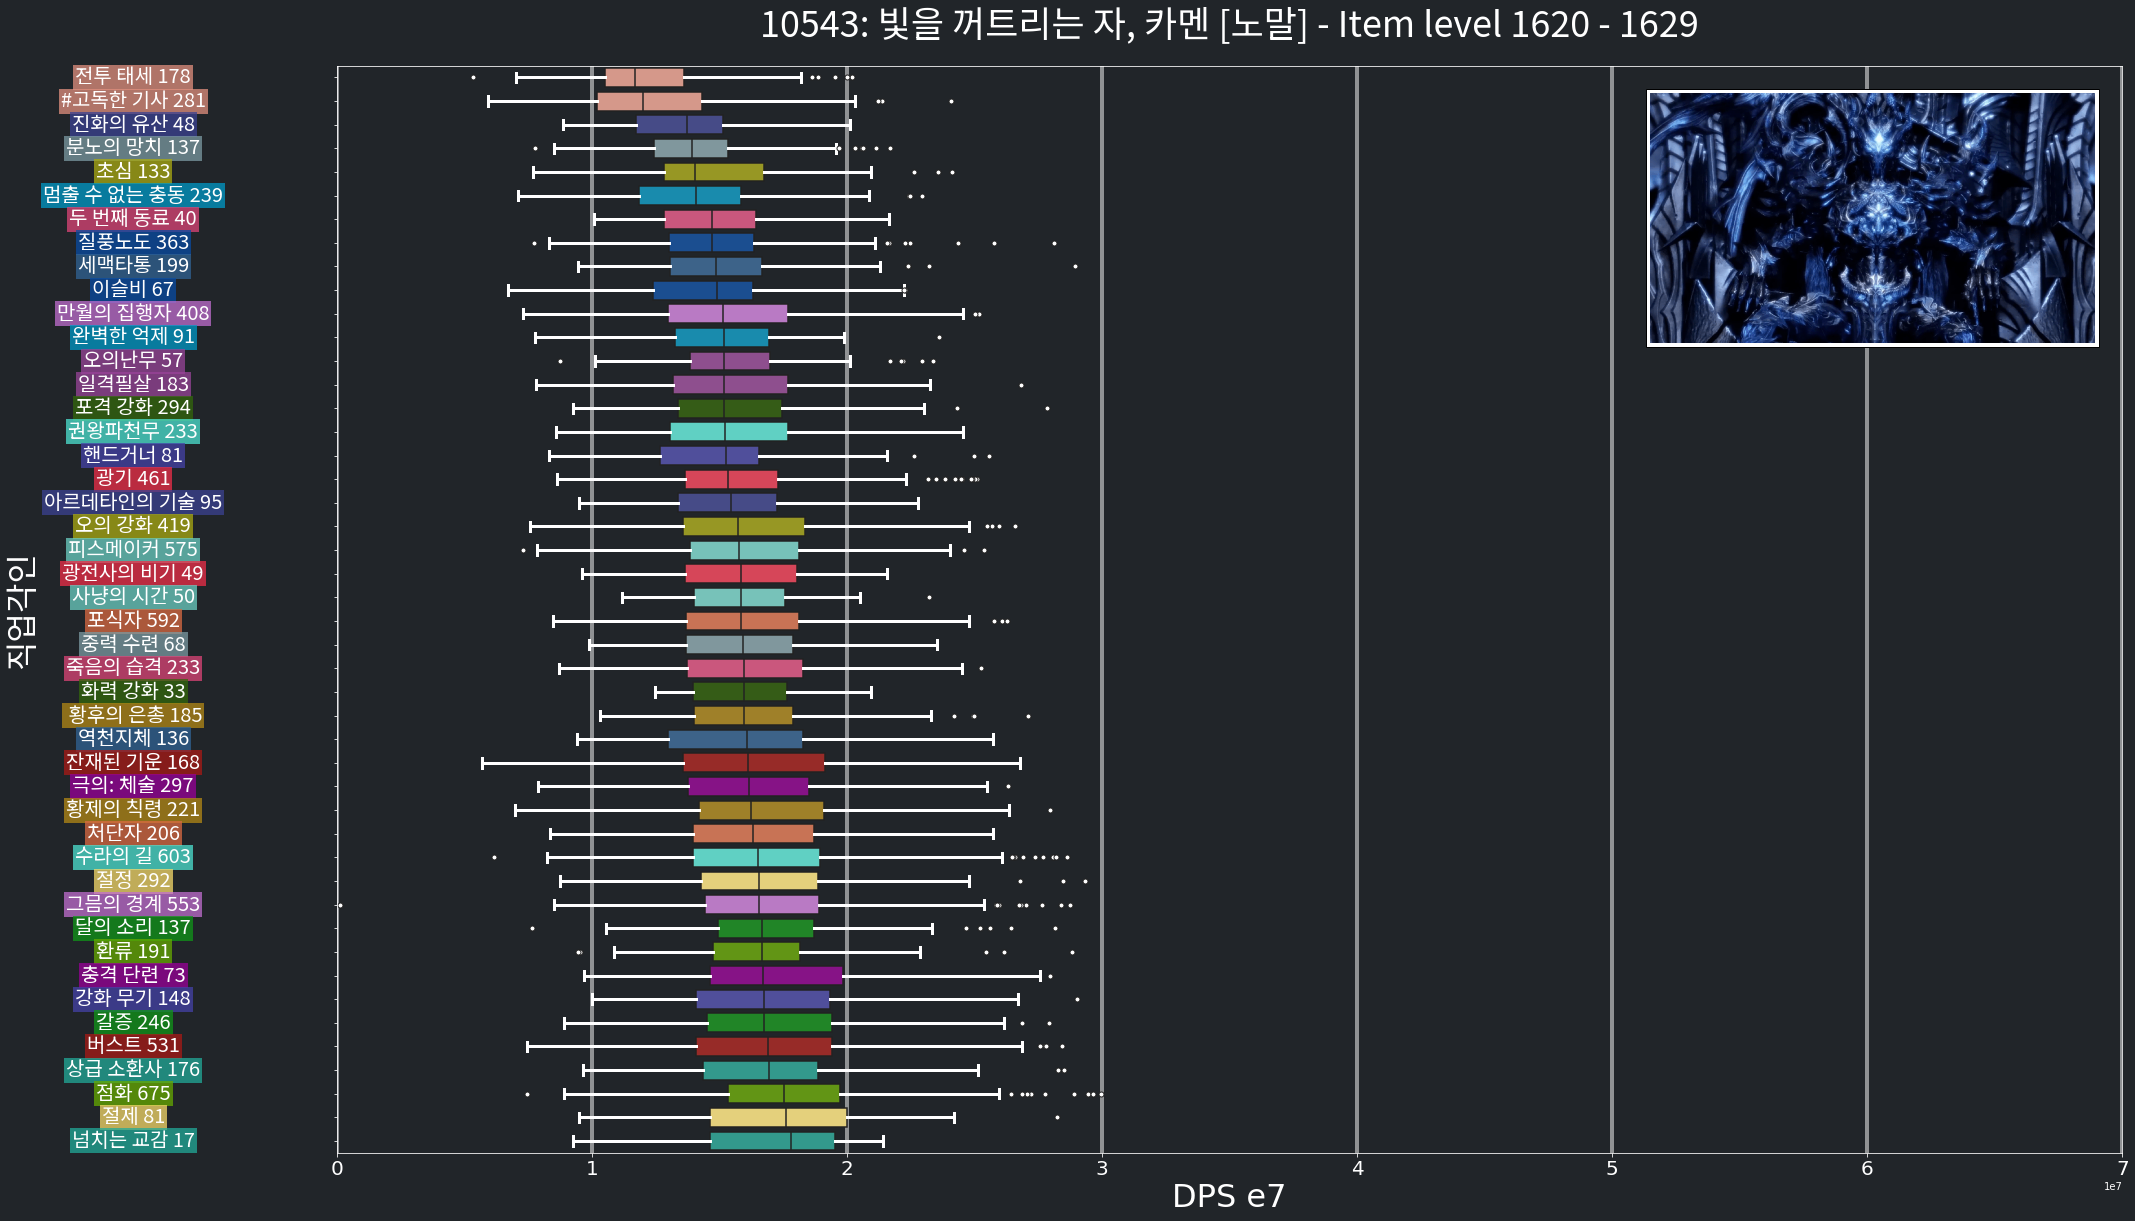 10543: 빛을 꺼트리는 자, 카멘 [노말] - Item level 1620 - 1629
전투 태세 178
#고독한 기사 281
진화의 유산 48
분노의 망치 137
초심 133
멈출 수 없는 충동 239
두 번째 동료 40
질풍노도 363
세맥타통 199
이슬비 67
만월의 집행자 408
완벽한 억제 91
오의난무 57
일격필살 183
포격 강화 294
권왕파천무 233
핸드거너 81
광기 461
아르데타인의 기술 95
오의 강화 419
피스메이커 575
광전사의 비기 49
사냥의 시간 50
포식자 592
중력 수련 68
죽음의 습격 233
화력 강화 33
황후의 은총 185
역천지체 136
잔재된 기운 168
극의: 체술 297
황제의 칙령 221
처단자 206
수라의 길 603
절정 292
그믐의 경계 553
달의 소리 137
환류 191
충격 단련 73
강화 무기 148
갈증 246
버스트 531
상급 소환사 176
점화 675
절제 81
넘치는 교감 17
직업각인
0 1 2 3 4 5 6 7
1e7
DPS e7